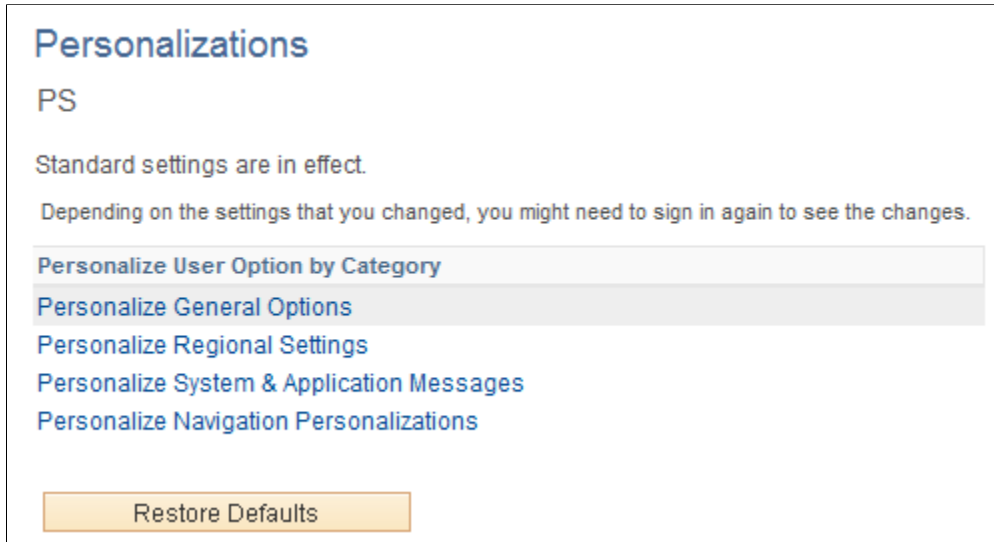 Personalizations
PS
Standard settings are in effect.
Depending on the settings that you changed, you might need to sign in again to see the changes.
Personalize User Option by Category
Personalize General Options
Personalize Regional Settings
Personalize System & Application Messages
Personalize Navigation Personalizations
Restore Defaults